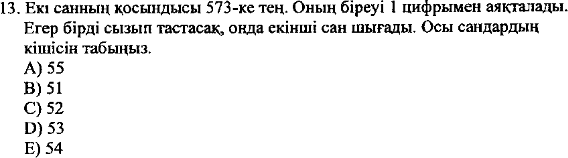 13. Екі санның қосындысы 573-ке тең. Оның біреуі 1 цифрымен аяқталады.
Егер бірді сызып тастасақ, онда екінші сан шығады. Осы сандардың
кішісін табыңыз.
A) 55
B) 51
C) 52
D) 53
E) 54